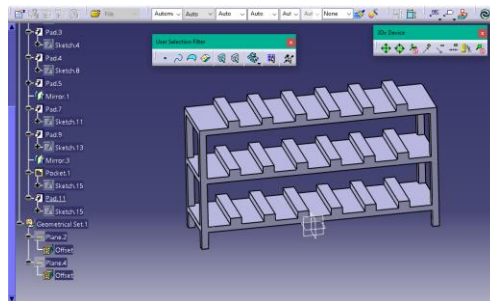 File
Autom
Auto
Auto
Auto
Aut
Aut
None
User Selection Filter
3Dx Device
Pad.3
Sketch.4
Pad.4
Sketch.8
Pad.5
Mirror.1
Pad.7
Sketch.11
Pad.9
Sketch.13
Mirror.3
Pocket.1
Sketch.15
Pad.11
Sketch.15
Geometrical Set.1
Plane.2
Offset
Plane.4
Offset